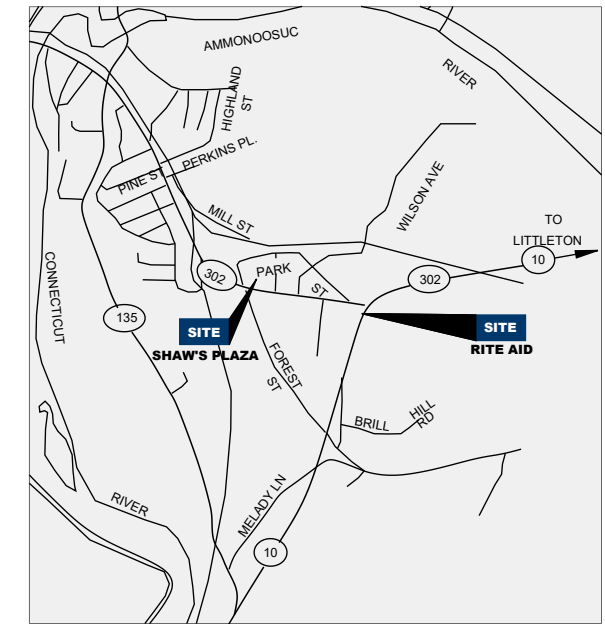 AMMONOOSUC
RIVER
HIGHLAND
ST
PERKINS PL.
PINE ST
MILL ST
WILSON AVE
TO
LITTLETON
10
CONNECTICUT
302
PARK
ST
302
135
SITE
SHAW'S PLAZA
SITE
RITE AID
FOREST
ST
BRILL
HILL
RD
RIVER
MELADY LN
10